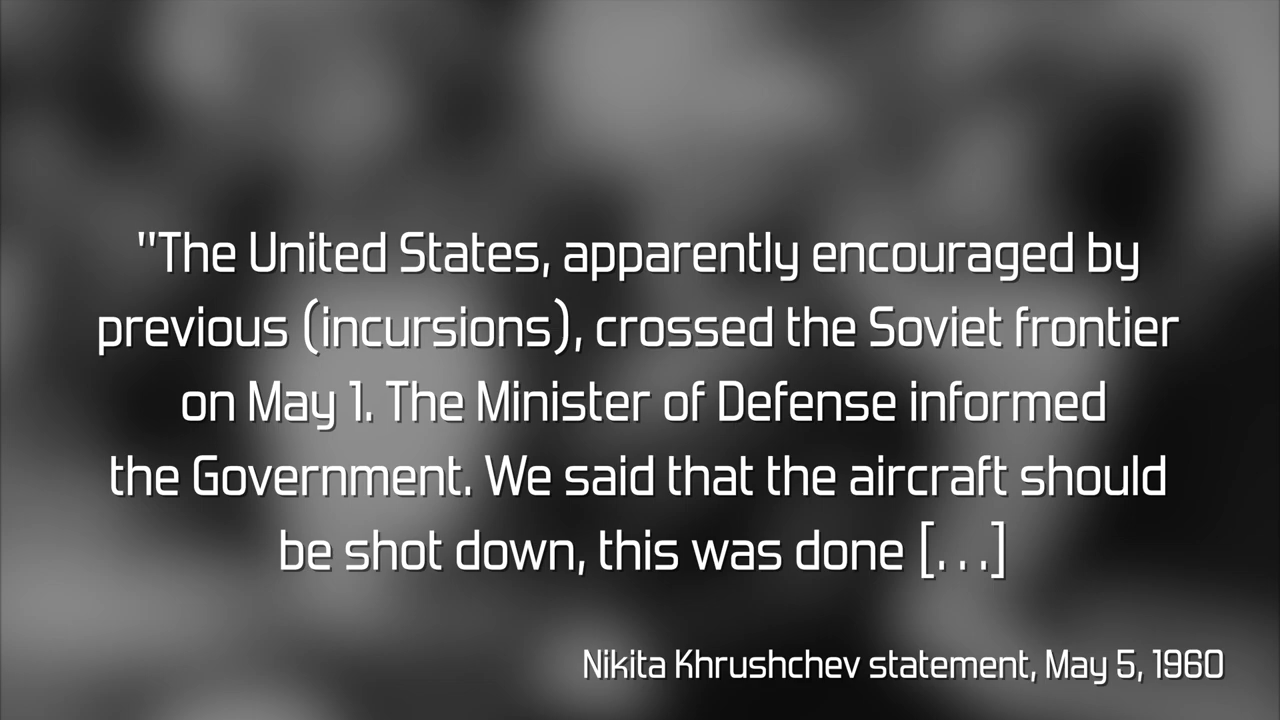 "The United States, apparently encouraged by
previous (incursions), crossed the Soviet frontier
on May 1. The Minister of Defense informed
the Government. We said that the aircraft should
be shot down, this was done [...]
Nikita Khrushchev statement, May 5, 1960